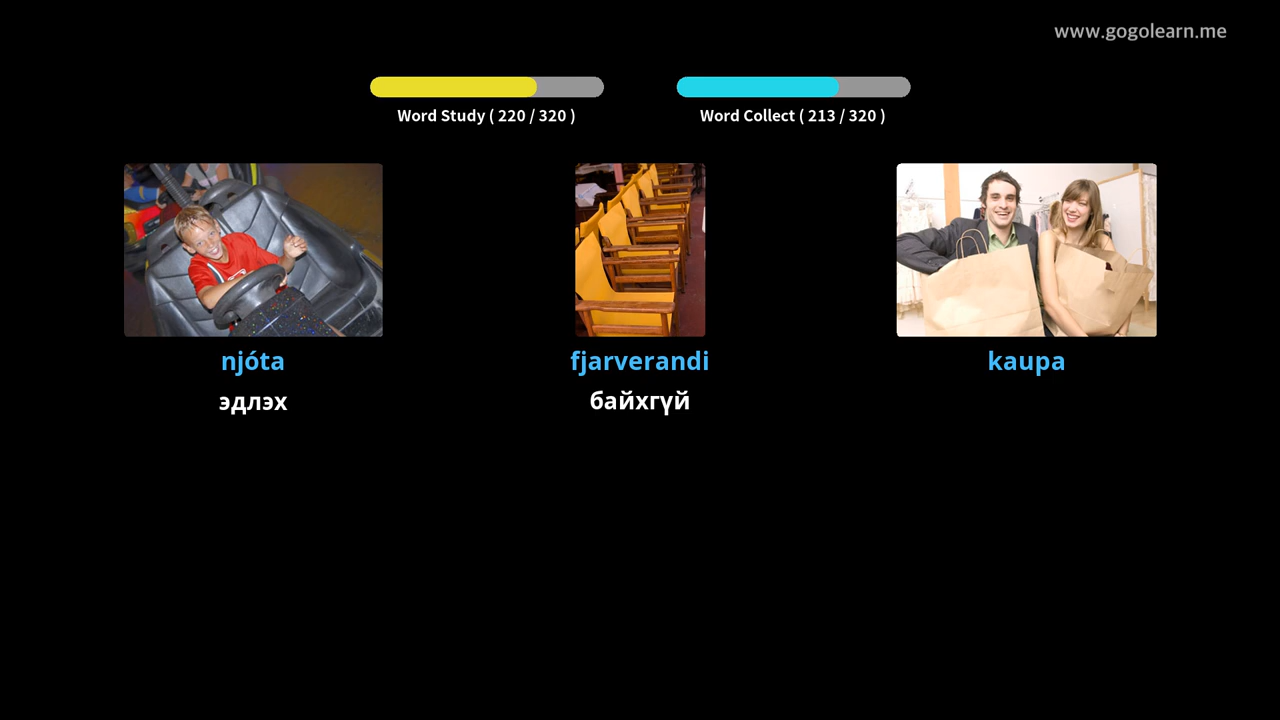 www.gogolearn.me
Word Study ( 220 / 320 )
Word Collect ( 213 / 320 )
njóta
fjarverandi
kaupa
эдлэх
байхгүй